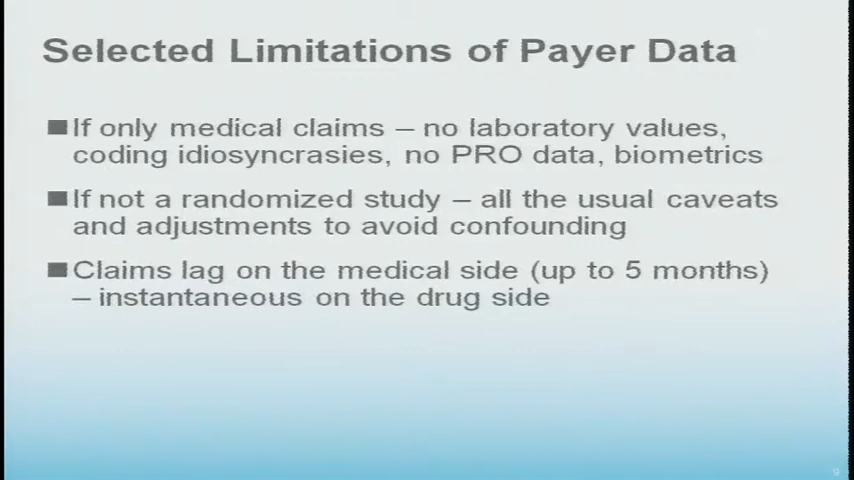 Selected Limitations of Payer Data
If only medical claims – no laboratory values,
coding idiosyncrasies, no PRO data, biometrics
If not a randomized study – all the usual caveats
and adjustments to avoid confounding
Claims lag on the medical side (up to 5 months)
– instantaneous on the drug side
9